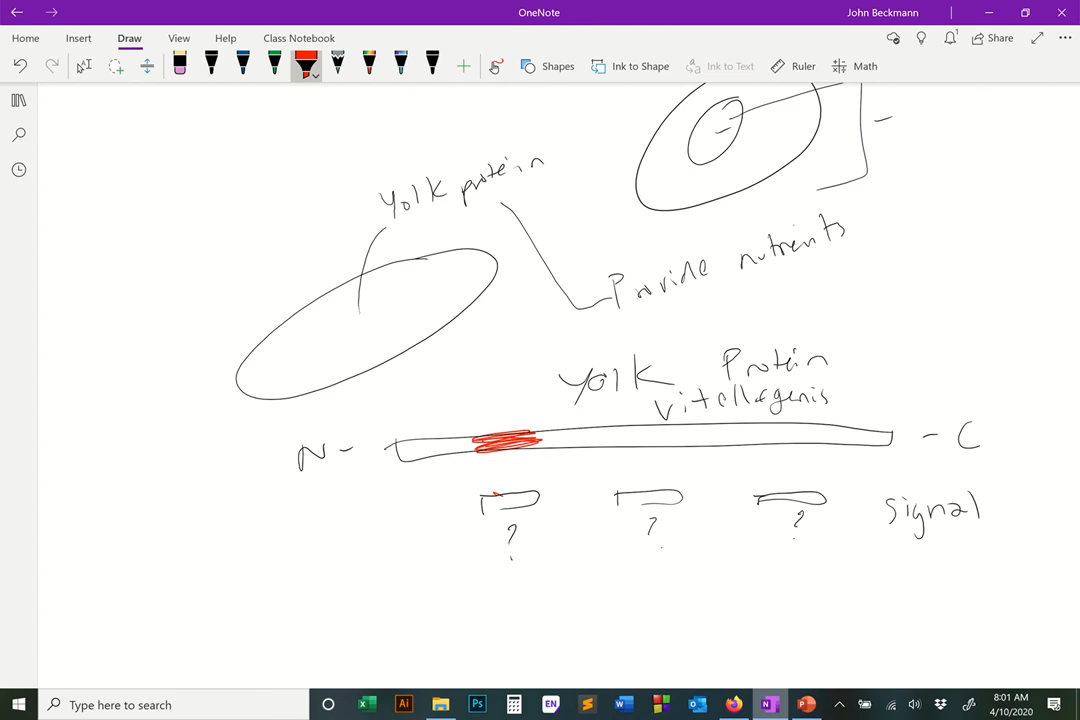 OneNote
John Beckmann
Home Insert Draw View Help Class Notebook
Share
Shapes
Ink to Shape
Ink to Text
Ruler
Math
Yolk protein
Provide nutrients
Yolk Protein
vitellogenis
N -
- C
signal
? ? ?
Type here to search
8:01 AM
4/10/2020